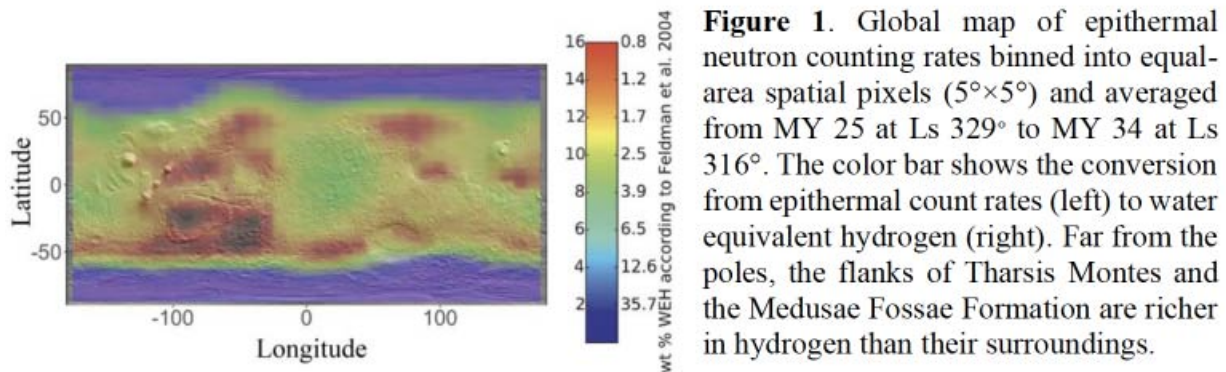 50
0
-50
Latitude
-100
0
100
Longitude
16
14
12
10
8
6
4
2
0.8
1.2
1.7
2.5
3.9
6.5
12.6
35.7
wt % WEH according to Feldman et al. 2004
Figure 1. Global map of epithermal
neutron counting rates binned into equal-
area spatial pixels (5°×5°) and averaged
from MY 25 at Ls 329° to MY 34 at Ls
316°. The color bar shows the conversion
from epithermal count rates (left) to water
equivalent hydrogen (right). Far from the
poles, the flanks of Tharsis Montes and
the Medusae Fossae Formation are richer
in hydrogen than their surroundings.